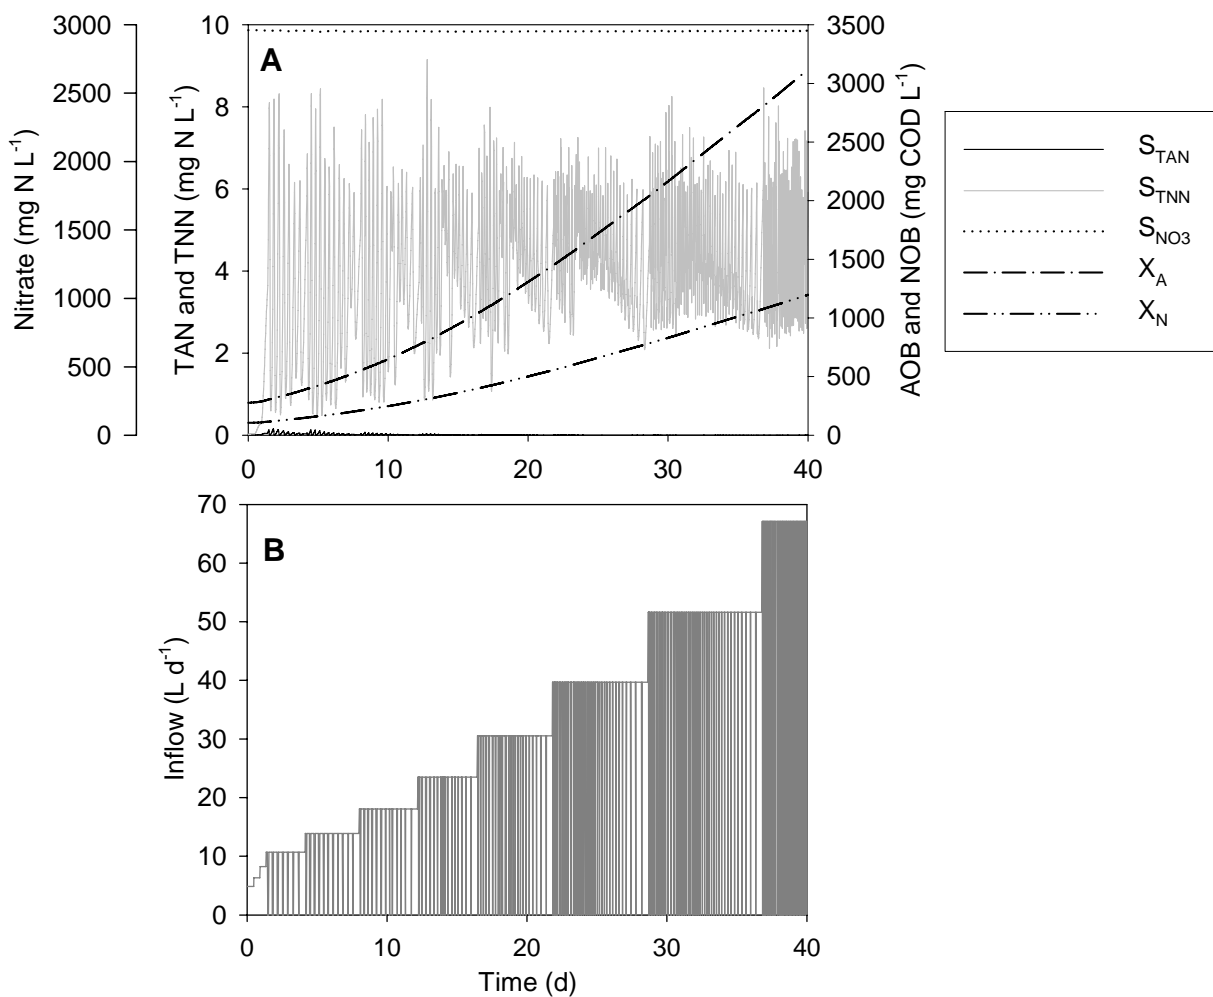 Nitrate (mg N L-1)
3000
2500
2000
1500
1000
500
0
TAN and TNN (mg N L-1)
10
8
6
4
2
0
A
AOB and NOB (mg COD L-1)
3500
3000
2500
2000
1500
1000
500
0
0 10 20 30 40
STAN
STNN
SNO3
XA
XN
Inflow (L d-1)
70
60
50
40
30
20
10
0
B
0 10 20 30 40
Time (d)